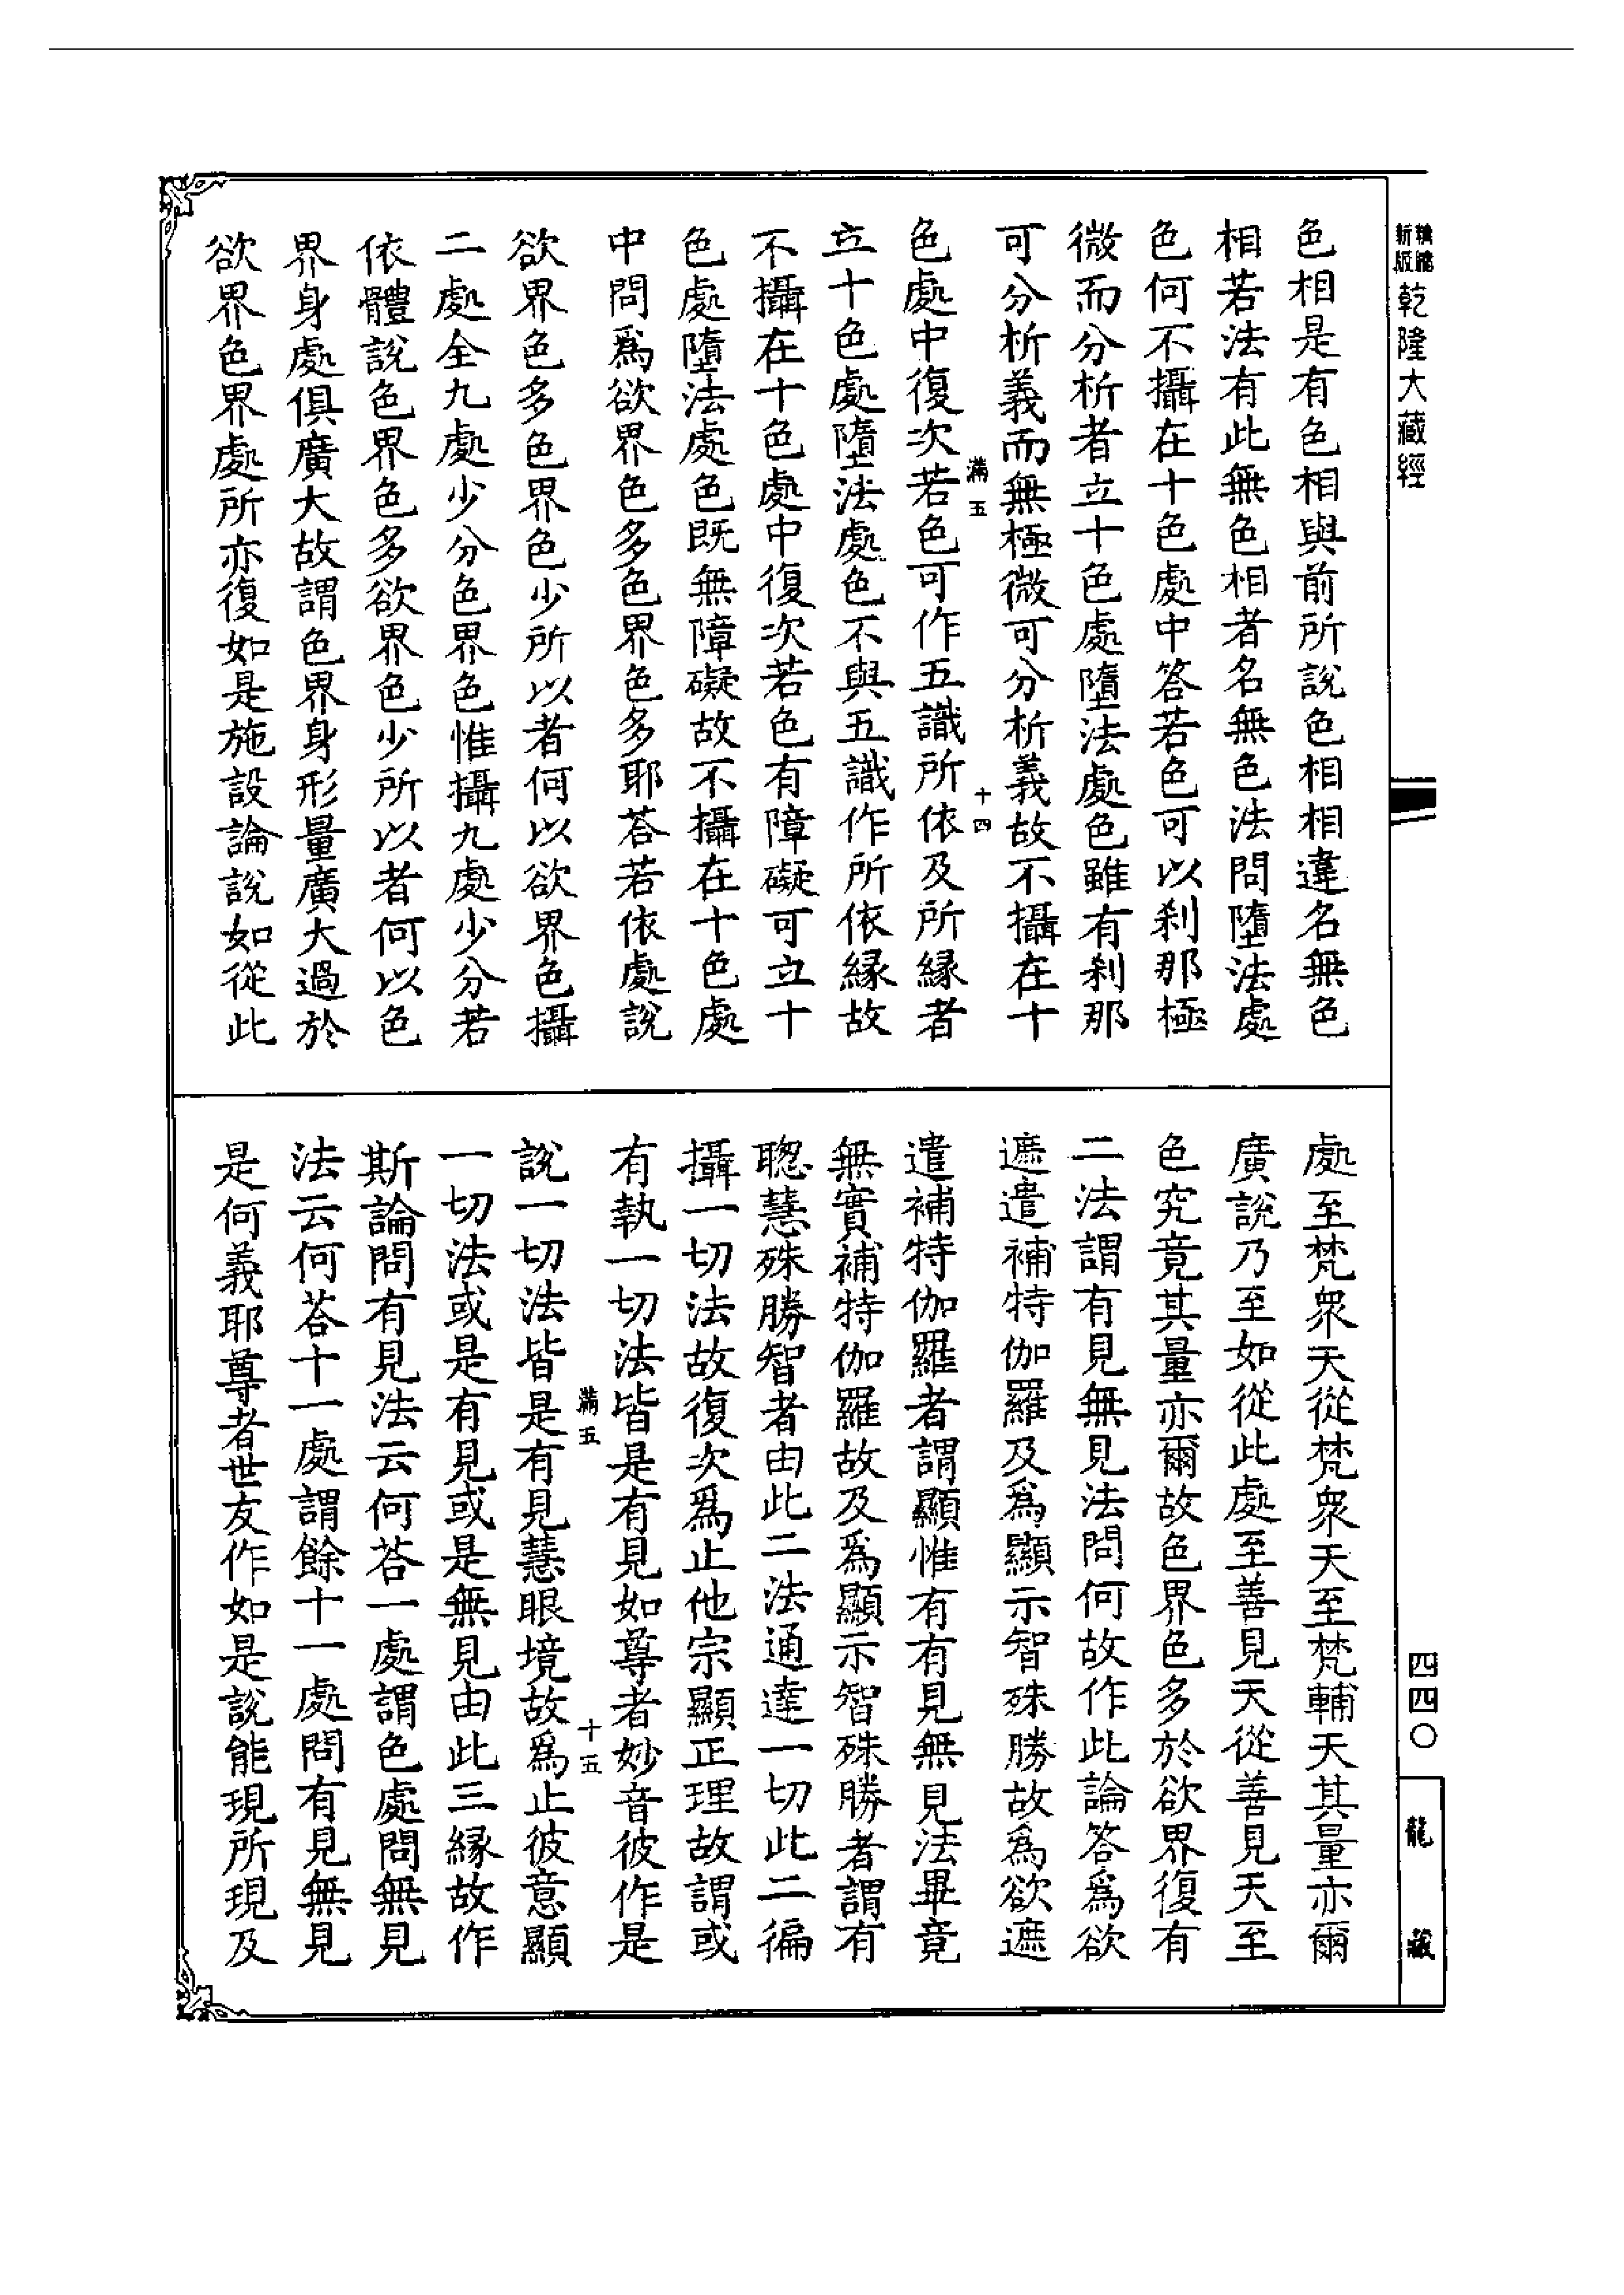 新版
乾隆大藏經
色相是有色相與前所說色相相違名無色
相若法有此無色相者名無色法問墮法處
色何不攝在十色處中答若色可以刹那極
微而分析者立十色處墮法處色雖有刹那
可分析義而無極微可分析義故不攝在十
滿五
十四
色處中復次若色可作五識所依及所緣者
立十色處墮法處色不與五識作所依緣故
不攝在十色處中復次若色有障礙可立十
色處墮法處色既無障礙故不攝在十色處
中問爲欲界色多色界色多耶荅若依處說
欲界色多色界色少所以者何以欲界色攝
二處全九處少分色界色惟攝九處少分若
依體說色界色多欲界色少所以者何以色
界身處俱廣大故謂色界身形量廣大過於
欲界色界處所亦復如是施設論說如從此
四四〇
龍藏
處至梵衆天從梵衆天至梵輔天其量亦爾
廣說乃至如從此處至善見天從善見天至
色究竟其量亦爾故色界色多於欲界復有
二法謂有見無見法問何故作此論答爲欲
遮遣補特伽羅及爲顯示智殊勝故爲欲遮
遣補特伽羅者謂顯惟有有見無見法畢竟
無實補特伽羅故及爲顯示智殊勝者謂有
聰慧殊勝智者由此二法通達一切此二徧
攝一切法故復次爲止他宗顯正理故謂或
有執一切法皆是有見如尊者妙音彼作是
滿五
十五
說一切法皆是有見慧眼境故爲止彼意顯
一切法或是有見或是無見由此三緣故作
斯論問有見法云何荅一處謂色處問無見
法云何荅十一處謂餘十一處問有見無見
是何義耶尊者世友作如是說能現所現及